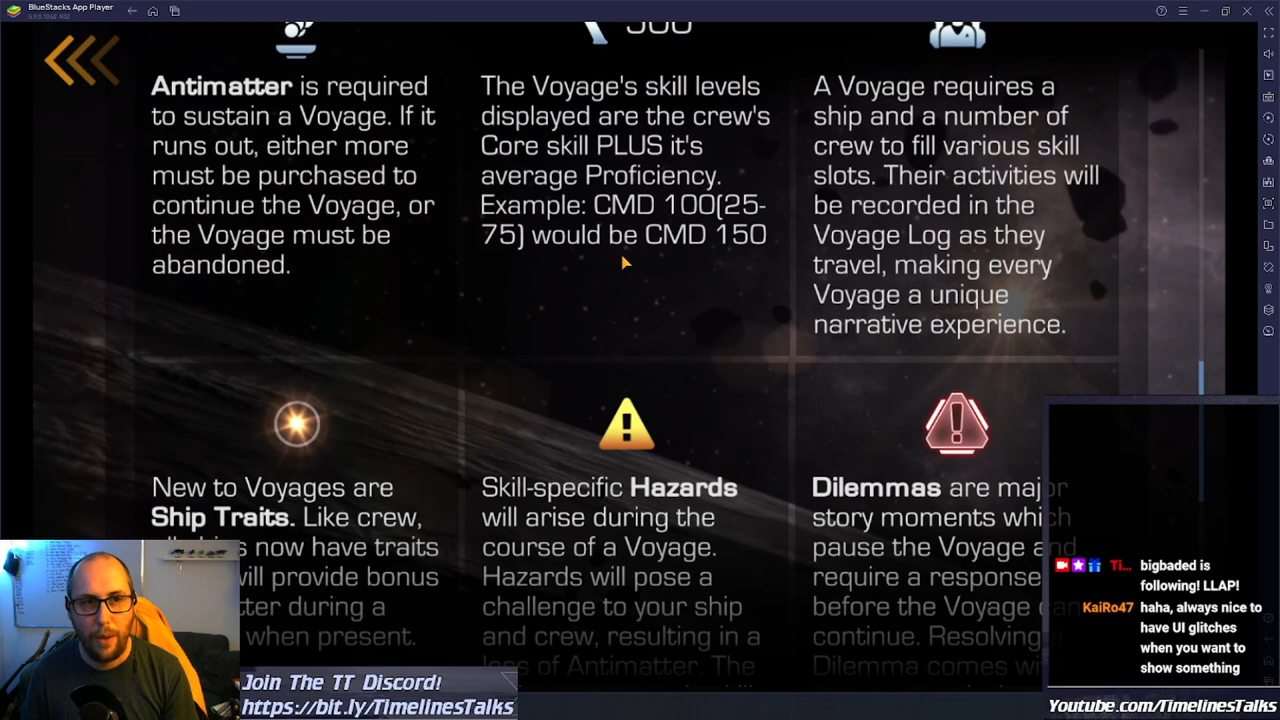 BlueStacks App Player
300
Antimatter is required
to sustain a Voyage. If it
runs out, either more
must be purchased to
continue the Voyage, or
the Voyage must be
abandoned.
The Voyage's skill levels
displayed are the crew's
Core skill PLUS it's
average Proficiency.
Example: CMD 100(25-
75) would be CMD 150
A Voyage requires a
ship and a number of
crew to fill various skill
slots. Their activities will
be recorded in the
Voyage Log as they
travel, making every
Voyage a unique
narrative experience.
New to Voyages are
Ship Traits. Like crew,
now have traits
will provide bonus
during a
when present.
Skill-specific Hazards
will arise during the
course of a Voyage.
Hazards will pose a
challenge to your ship
and crew, resulting in a
loss of Antimatter. The
Dilemmas are major
story moments which
pause the Voyage and
require a response
before the Voyage can
continue. Resolving a
Dilemma comes
Ti... bigbaded is
following! LLAP!
KaiRo47 haha, always nice to
have UI glitches
when you want to
show something
Join The TT Discord!
https://bit.ly/TimelinesTalks
Youtube.com/TimelinesTalks